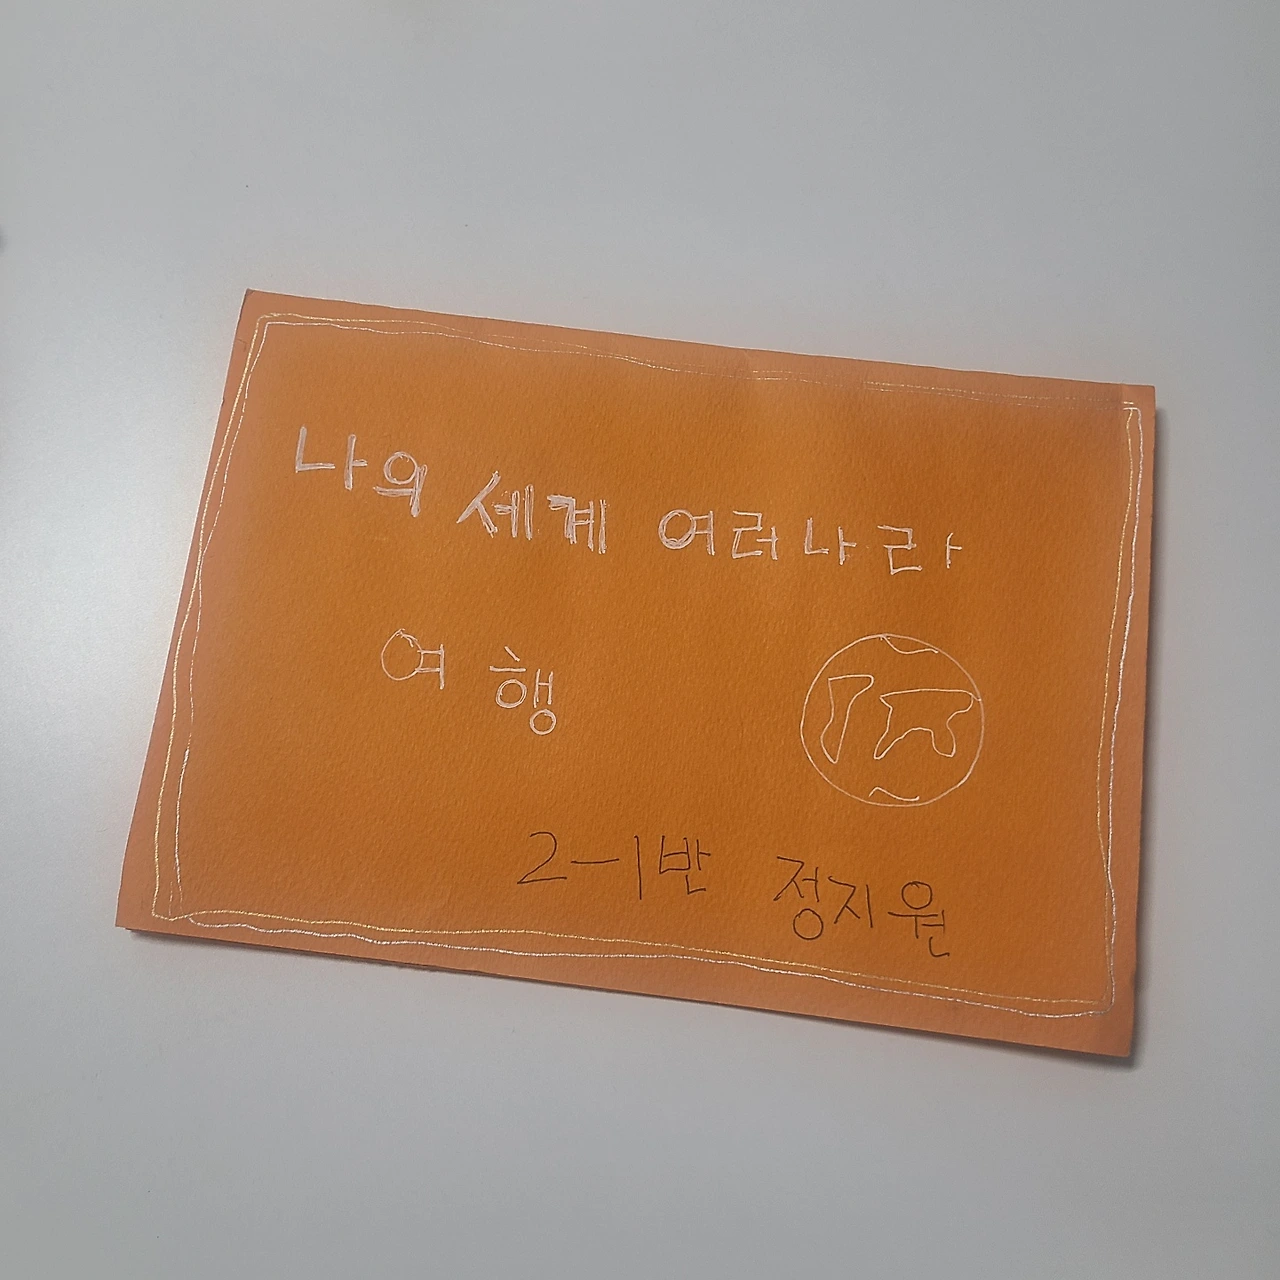 나의 세계 여러나라
여행
2-1반 정지원